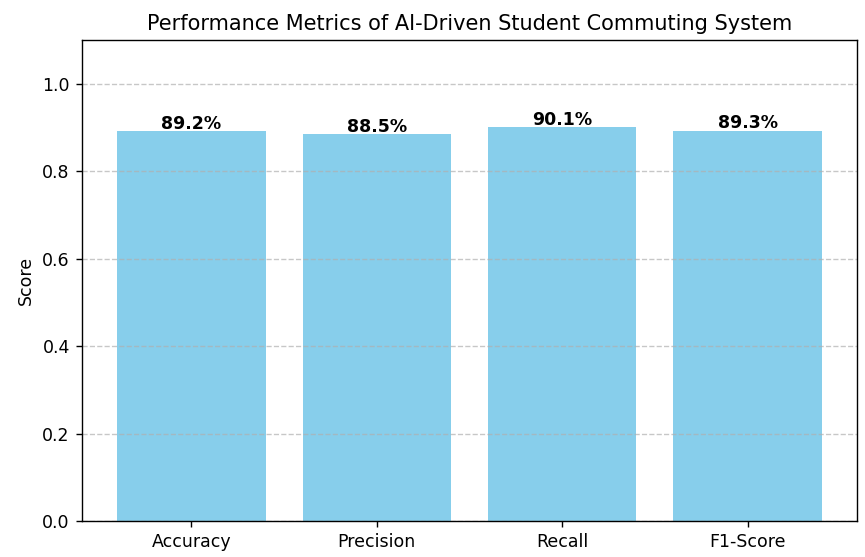 Performance Metrics of AI-Driven Student Commuting System
1.0
0.8
0.6
0.4
0.2
0.0
Score
89.2% 88.5% 90.1% 89.3%
Accuracy Precision Recall F1-Score